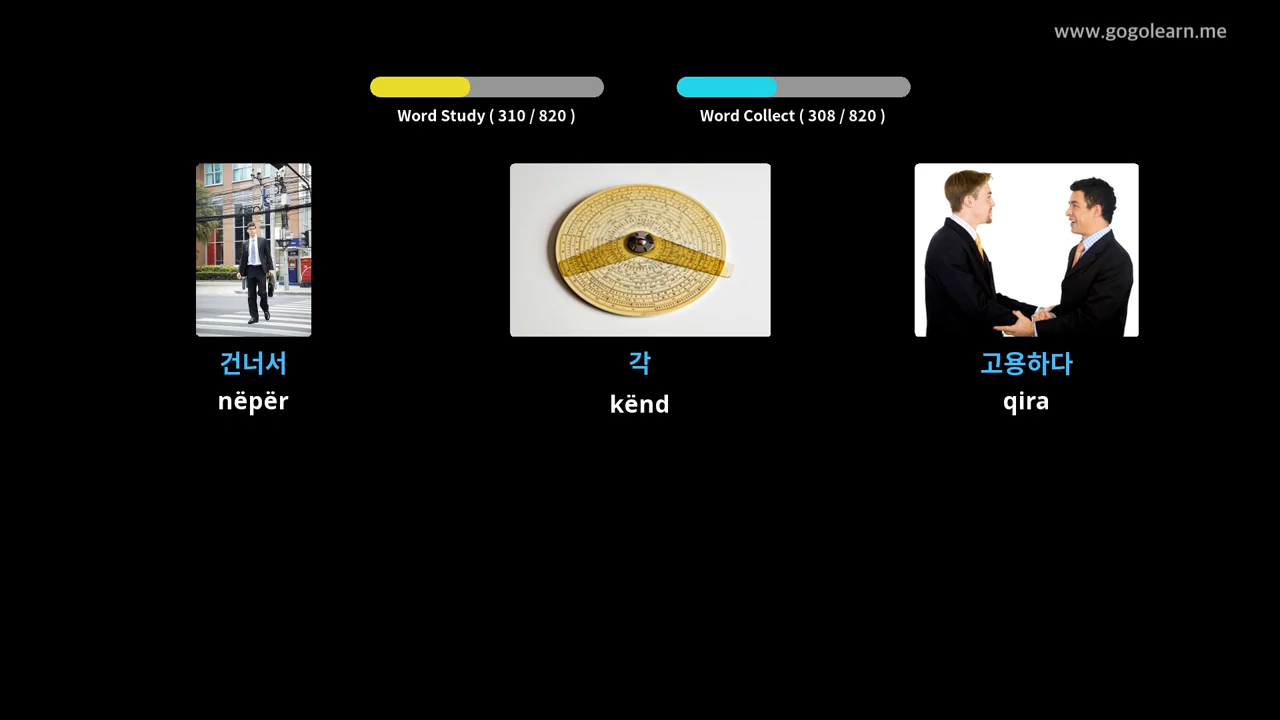 www.gogolearn.me
Word Study ( 310 / 820 )
Word Collect ( 308 / 820 )
건너서
nëpër
각
kënd
고용하다
qira